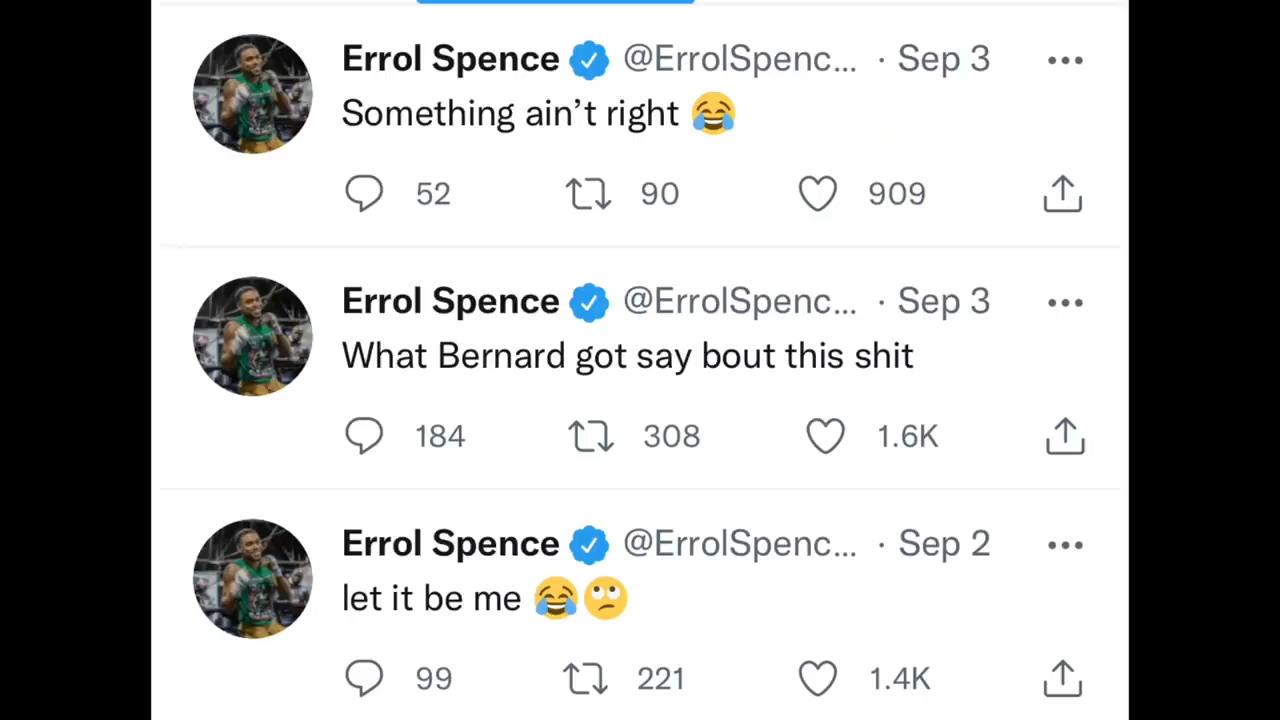 Errol Spence @ErrolSpenc... · Sep 3
Something ain’t right 😂
52 90 909
Errol Spence @ErrolSpenc... · Sep 3
What Bernard got say bout this shit
184 308 1.6K
Errol Spence @ErrolSpenc... · Sep 2
let it be me 😂🙄
99 221 1.4K